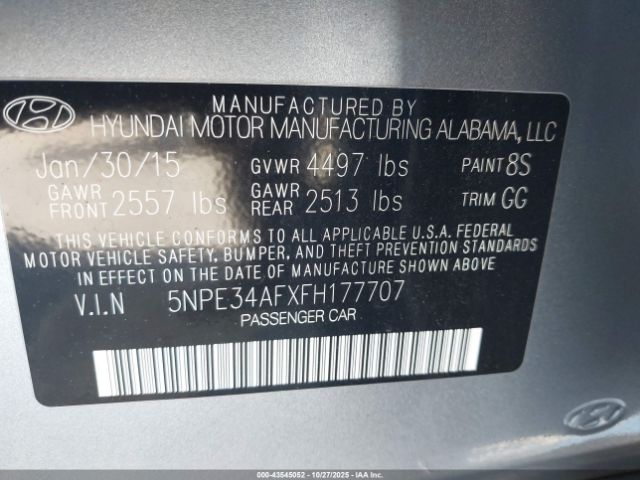 MANUFACTURED BY
HYUNDAI MOTOR MANUFACTURING ALABAMA, LLC
Jan/30/15 GVWR 4497 lbs PAINT 8S
GAWR FRONT 2557 lbs GAWR REAR 2513 lbs TRIM GG
THIS VEHICLE CONFORMS TO ALL APPLICABLE U.S.A. FEDERAL
MOTOR VEHICLE SAFETY, BUMPER, AND THEFT PREVENTION STANDARDS
IN EFFECT ON THE DATE OF MANUFACTURE SHOWN ABOVE.
V.I.N 5NPE34AFXFH177707
PASSENGER CAR
000-43545052 | 10/27/2025 | IAA Inc.